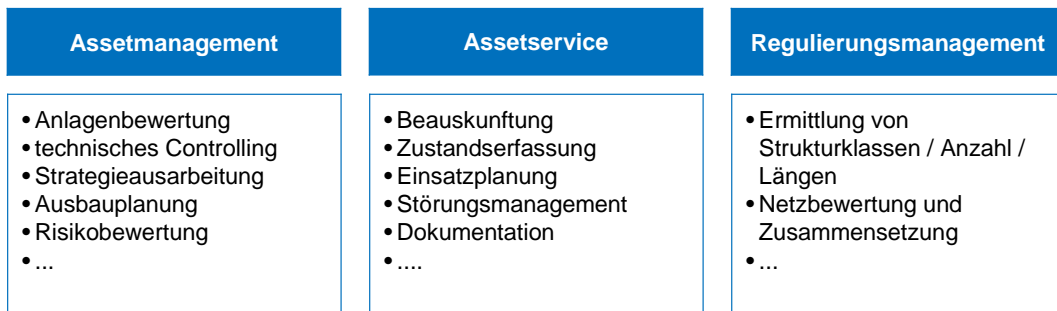 Assetmanagement
• Anlagenbewertung
• technisches Controlling
• Strategieausarbeitung
• Ausbauplanung
• Risikobewertung
• ...
Assetservice
• Beauskunftung
• Zustandserfassung
• Einsatzplanung
• Störungsmanagement
• Dokumentation
• ....
Regulierungsmanagement
• Ermittlung von
Strukturklassen / Anzahl /
Längen
• Netzbewertung und
Zusammensetzung
• ...